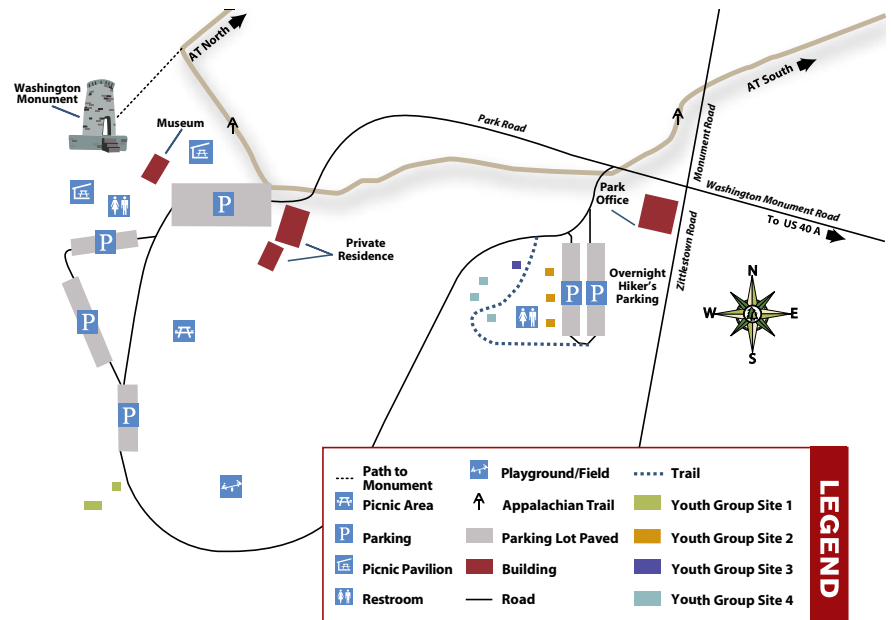 AT North
Washington
Monument
Museum
AT South
Park Road
Monument Road
Washington Monument Road
To US 40 A
Zittlestown Road
Park
Office
P
P
P
P
P
P
Private
Residence
Overnight
Hiker's
Parking
N
W
E
S
Path to
Monument
Playground/Field
Trail
Picnic Area
Appalachian Trail
Youth Group Site 1
P
Parking
Parking Lot Paved
Youth Group Site 2
Picnic Pavilion
Building
Youth Group Site 3
Restroom
Road
Youth Group Site 4
LEGEND